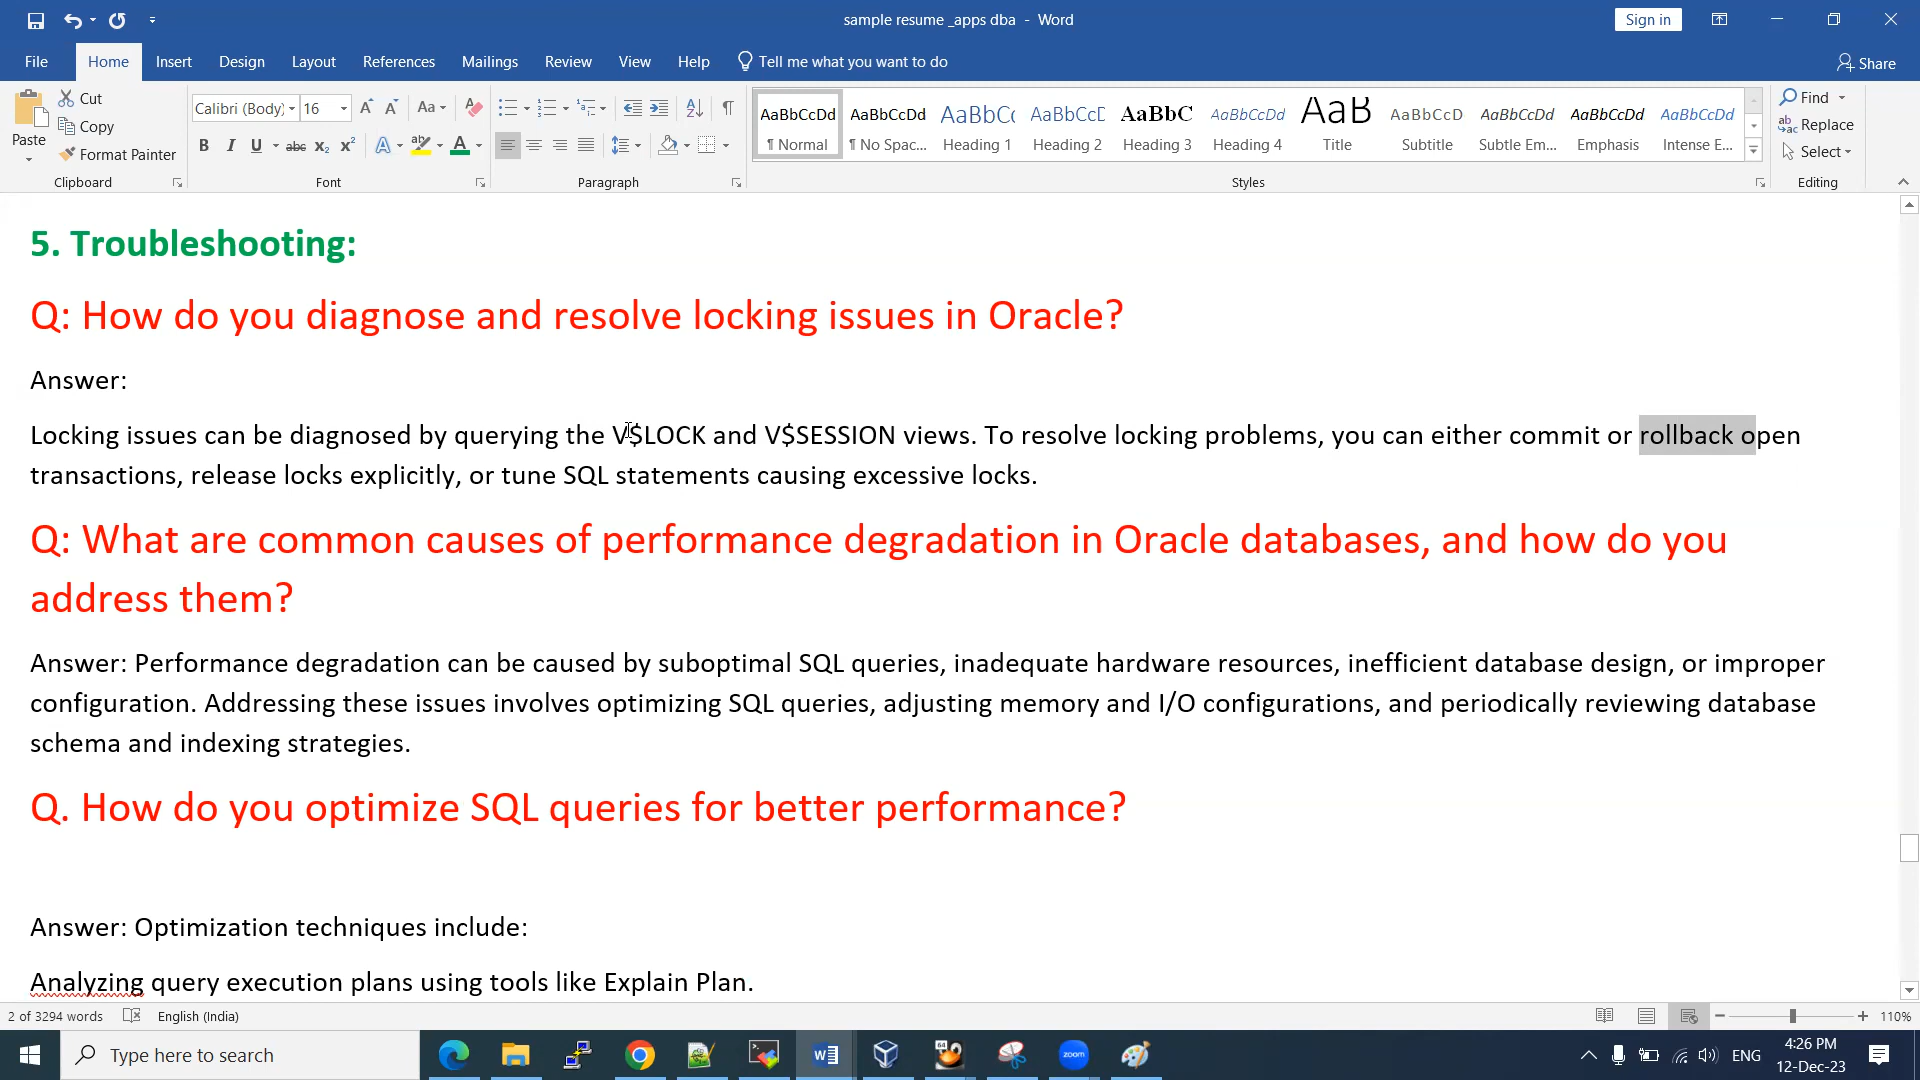 sample resume _apps dba - Word
Sign in
File Home Insert Design Layout References Mailings Review View Help Tell me what you want to do Share
Paste
Cut
Copy
Format Painter
Clipboard
Calibri (Body) 16
Font
Paragraph
AaBbCcDd AaBbCcDd AaBbCc AaBbCcC AaBbC AaBbCcDd AaB AaBbCcD AaBbCcDd AaBbCcDd AaBbCcDd
¶ Normal ¶ No Spac... Heading 1 Heading 2 Heading 3 Heading 4 Title Subtitle Subtle Em... Emphasis Intense E...
Styles
Find
Replace
Select
Editing
5. Troubleshooting:
Q: How do you diagnose and resolve locking issues in Oracle?
Answer:
Locking issues can be diagnosed by querying the V$LOCK and V$SESSION views. To resolve locking problems, you can either commit or rollback open
transactions, release locks explicitly, or tune SQL statements causing excessive locks.
Q: What are common causes of performance degradation in Oracle databases, and how do you
address them?
Answer: Performance degradation can be caused by suboptimal SQL queries, inadequate hardware resources, inefficient database design, or improper
configuration. Addressing these issues involves optimizing SQL queries, adjusting memory and I/O configurations, and periodically reviewing database
schema and indexing strategies.
Q. How do you optimize SQL queries for better performance?
Answer: Optimization techniques include:
Analyzing query execution plans using tools like Explain Plan.
2 of 3294 words English (India) 110%
Type here to search
zoom
ENG
4:26 PM
12-Dec-23